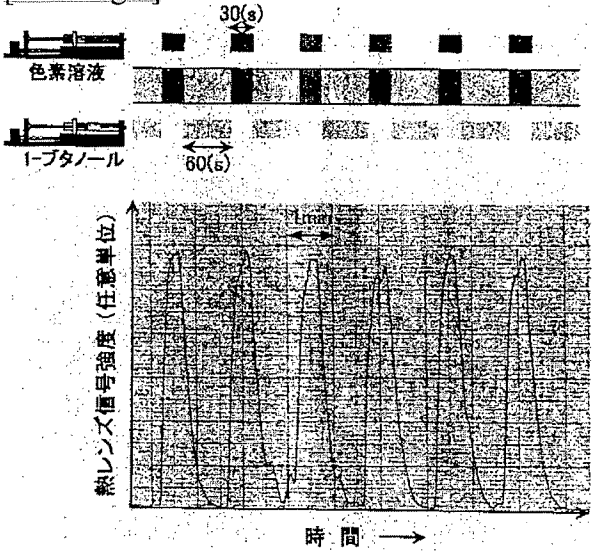 30(s)
色素溶液
1-ブタノール
60(s)
1min
熱レンズ信号強度（任意単位）
時間